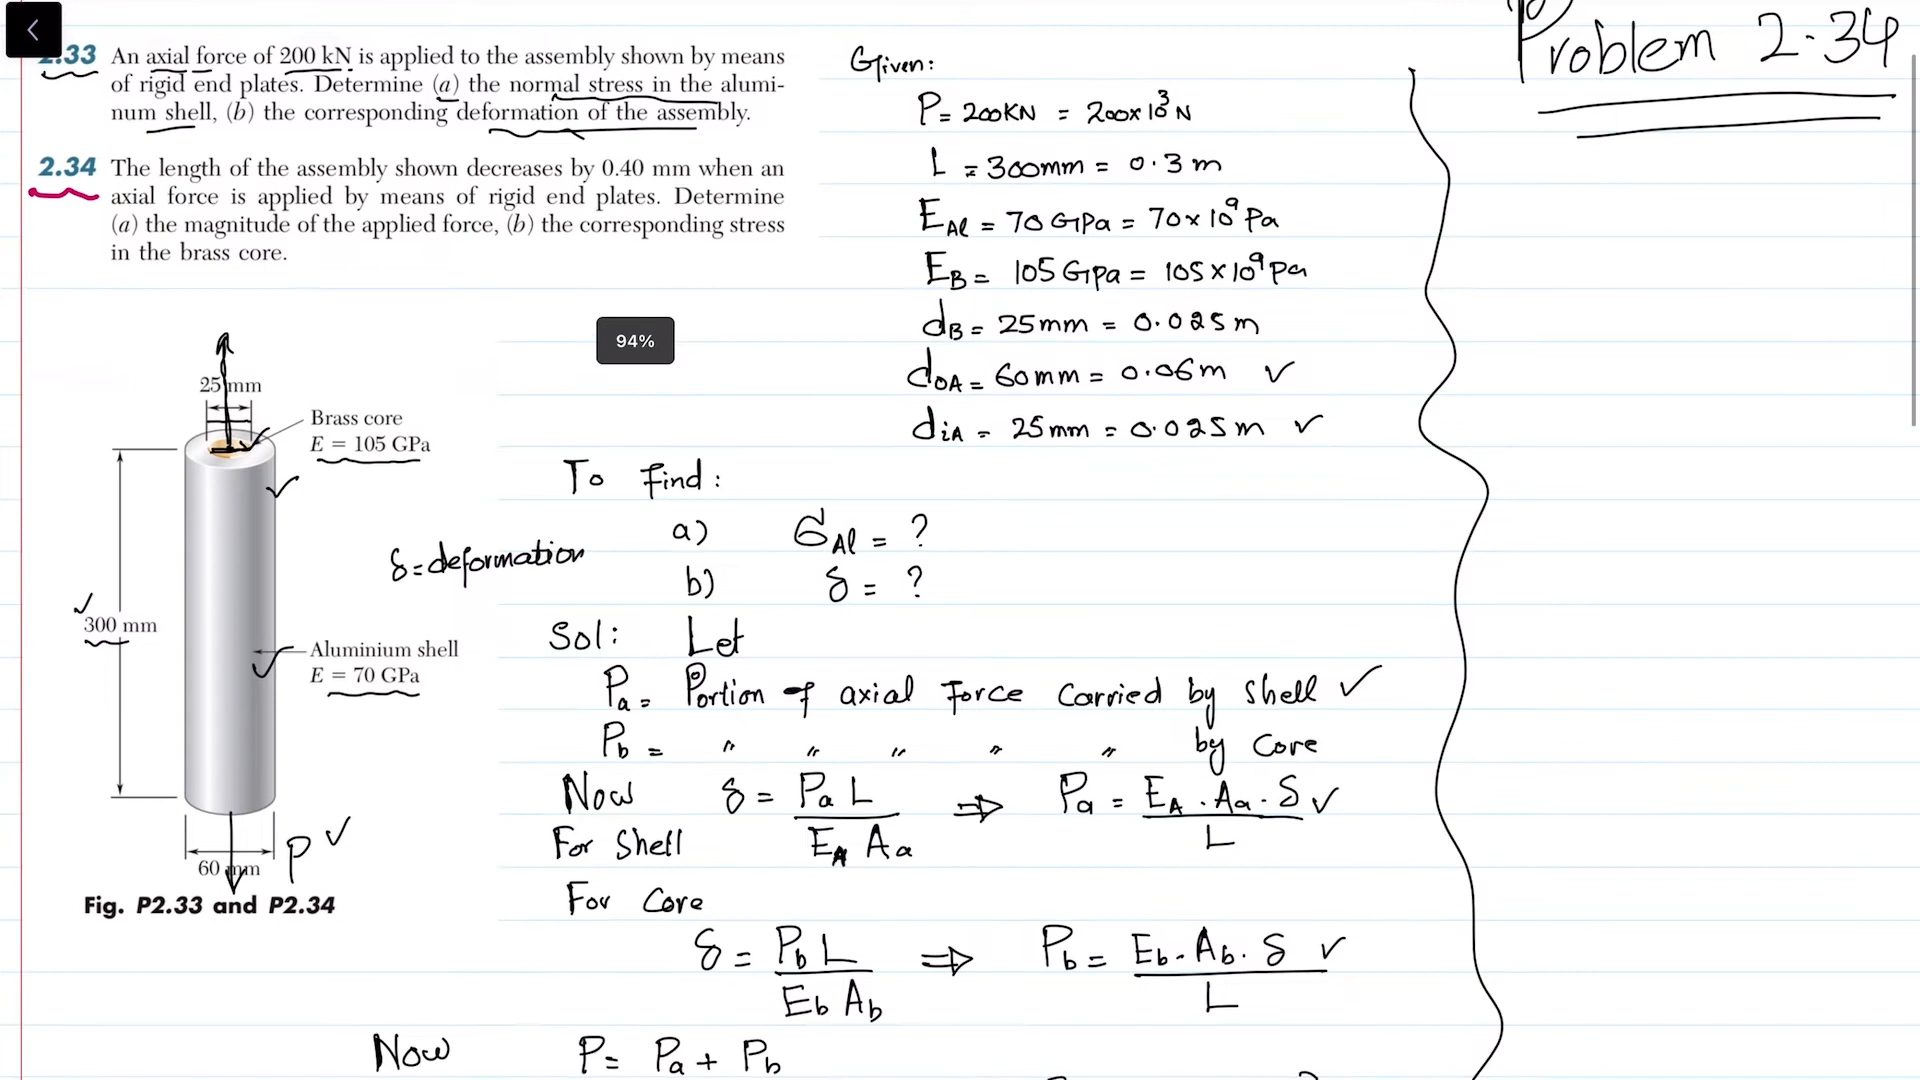 2.33 An axial force of 200 kN is applied to the assembly shown by means
of rigid end plates. Determine (a) the normal stress in the alumi-
num shell, (b) the corresponding deformation of the assembly.
2.34 The length of the assembly shown decreases by 0.40 mm when an
axial force is applied by means of rigid end plates. Determine
(a) the magnitude of the applied force, (b) the corresponding stress
in the brass core.
25 mm
Brass core
E = 105 GPa
300 mm
Aluminium shell
E = 70 GPa
60 mm
P ✓
Fig. P2.33 and P2.34
94%
Problem 2.34
Given:
P = 200KN = 200x10³ N
L = 300mm = 0.3 m
E_Al = 70 GPa = 70x10⁹ Pa
E_B = 105 GPa = 105x10⁹ Pa
d_B = 25mm = 0.025m
d_oA = 60mm = 0.06m ✓
d_iA = 25mm = 0.025m ✓
To find:
a) σ_Al = ?
δ = deformation
b) δ = ?
Sol: Let
P_a = Portion of axial Force Carried by Shell ✓
P_b = " " " " " by Core
Now δ = P_a L / E_A A_a ⇒ P_a = E_A . A_a . δ / L ✓
For Shell
For Core
δ = P_b L / E_b A_b ⇒ P_b = E_b . A_b . δ / L ✓
Now P = P_a + P_b